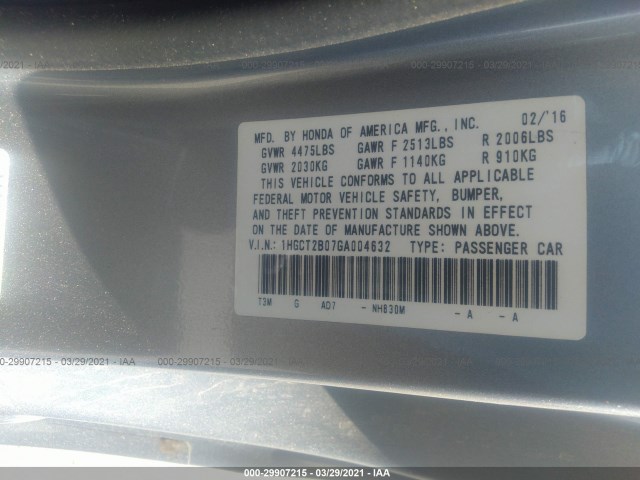 000-29907215 - 03/29/2021 - IAA
MFD. BY HONDA OF AMERICA MFG., INC. 02/'16
GVWR 4475LBS GAWR F 2513LBS R 2006LBS
GVWR 2030KG GAWR F 1140KG R 910KG
THIS VEHICLE CONFORMS TO ALL APPLICABLE
FEDERAL MOTOR VEHICLE SAFETY, BUMPER,
AND THEFT PREVENTION STANDARDS IN EFFECT
ON THE DATE OF MANUFACTURE SHOWN ABOVE.
V.I.N.: 1HGCT2B07GA004632 TYPE: PASSENGER CAR
T3M G AD7 - NH830M - A - A
000-29907215 - 03/29/2021 - IAA
000-29907215 - 03/29/2021 - IAA